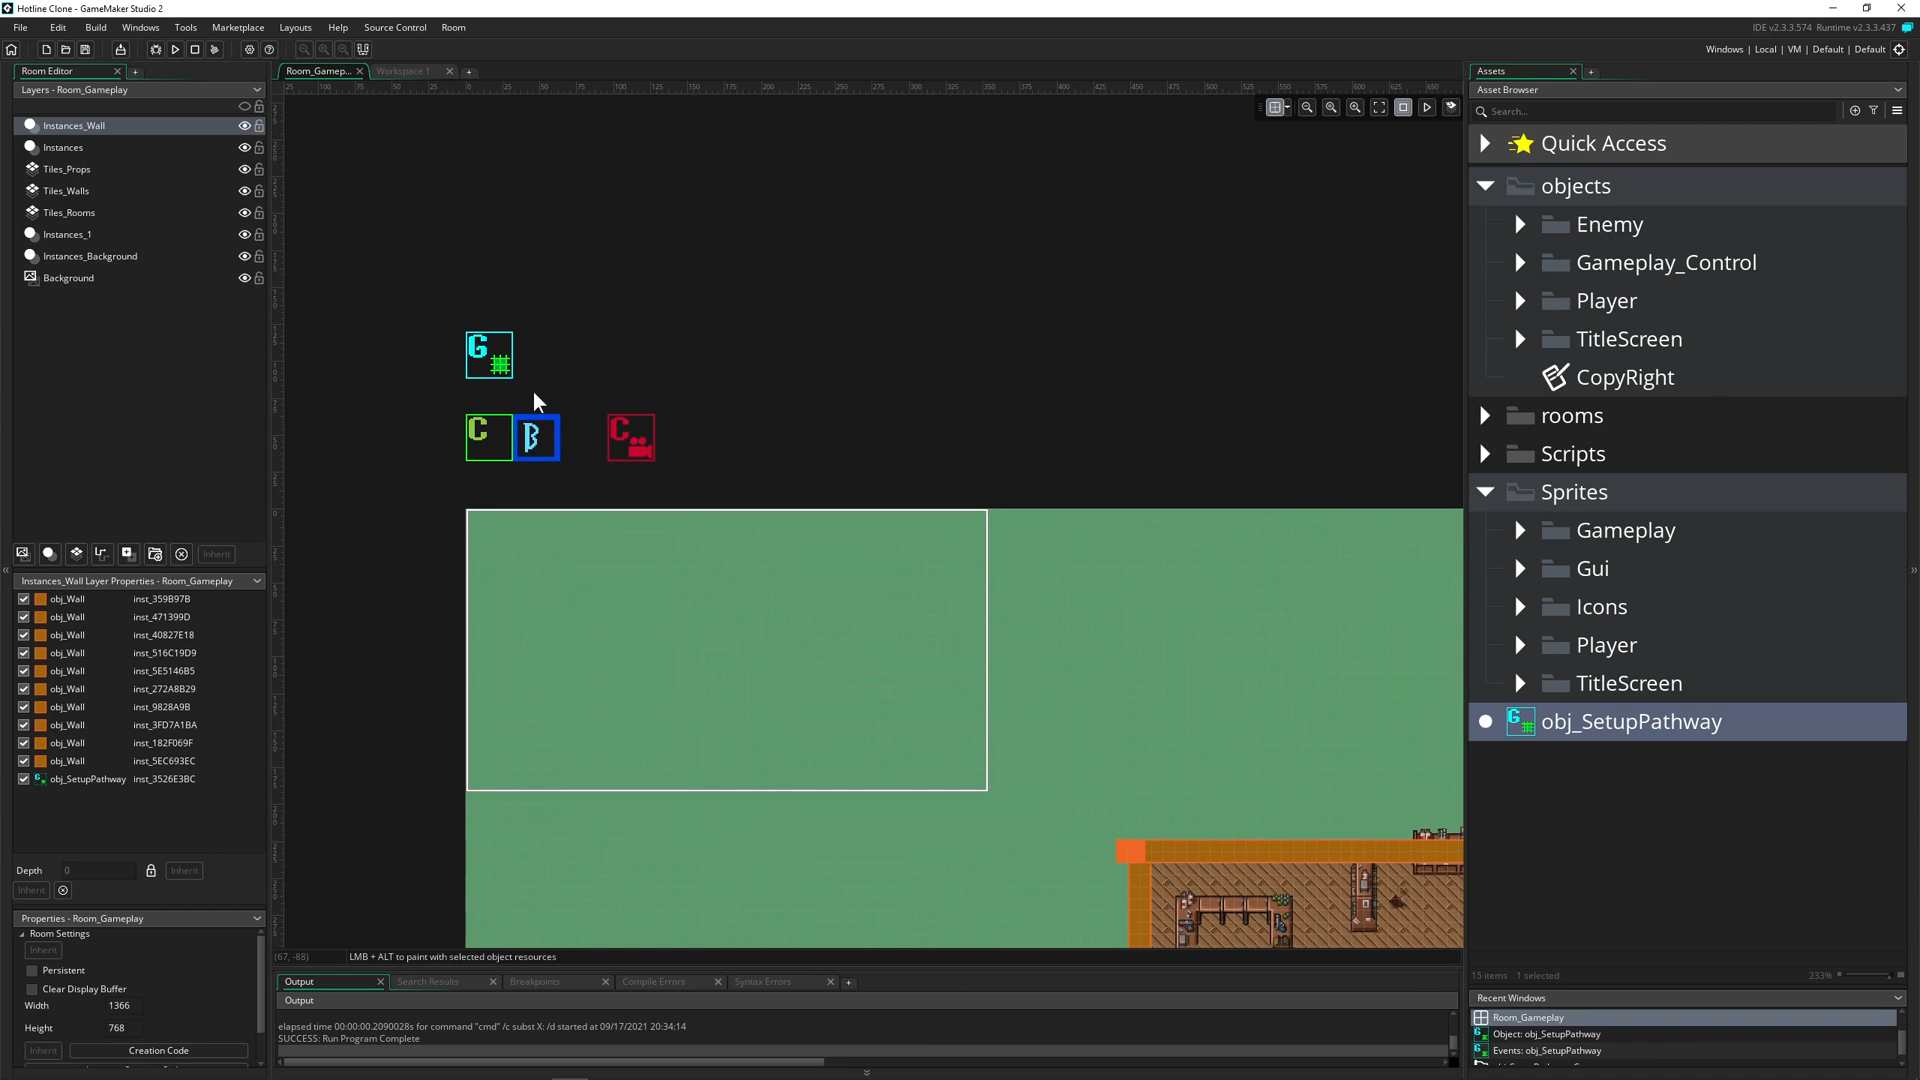 Hotline Clone - GameMaker Studio 2
File Edit Build Windows Tools Marketplace Layouts Help Source Control Room
IDE v2.3.3.574 Runtime v2.3.3.437
Windows | Local | VM | Default | Default
Room Editor
Layers - Room_Gameplay
Instances_Wall
Instances
Tiles_Props
Tiles_Walls
Tiles_Rooms
Instances_1
Instances_Background
Background
Inherit
Instances_Wall Layer Properties - Room_Gameplay
obj_Wall inst_359B97B
obj_Wall inst_471399D
obj_Wall inst_40827E18
obj_Wall inst_516C19D9
obj_Wall inst_5E5146B5
obj_Wall inst_272A8B29
obj_Wall inst_9828A9B
obj_Wall inst_3FD7A1BA
obj_Wall inst_182F069F
obj_Wall inst_5EC693EC
obj_SetupPathway inst_3526E3BC
Depth 0 Inherit
Inherit
Properties - Room_Gameplay
Room Settings
Inherit
Persistent
Clear Display Buffer
Width 1366
Height 768
Inherit Creation Code
Room_Gamep... Workspace 1
G
C B C
(67, -88) LMB + ALT to paint with selected object resources
Output Search Results Breakpoints Compile Errors Syntax Errors
Output
elapsed time 00:00:00.2090028s for command "cmd" /c subst X: /d started at 09/17/2021 20:34:14
SUCCESS: Run Program Complete
Assets
Asset Browser
Search...
Quick Access
objects
Enemy
Gameplay_Control
Player
TitleScreen
CopyRight
rooms
Scripts
Sprites
Gameplay
Gui
Icons
Player
TitleScreen
obj_SetupPathway
15 items 1 selected 233%
Recent Windows
Room_Gameplay
Object: obj_SetupPathway
Events: obj_SetupPathway